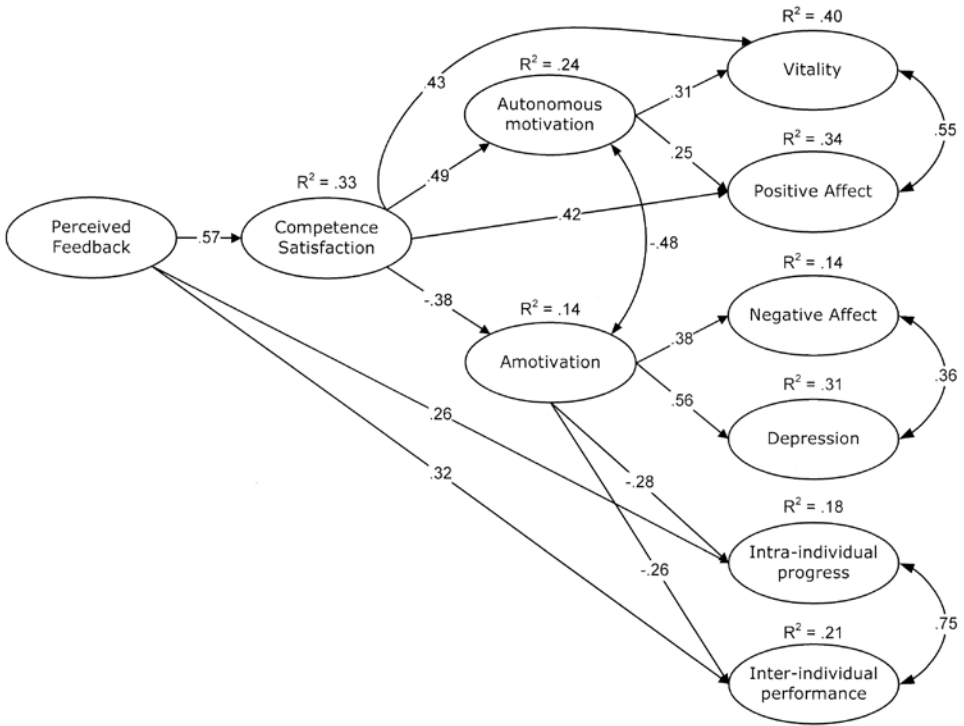 R² = .40
Vitality
.43
R² = .24
Autonomous
motivation
.31
.55
.25
R² = .34
Positive Affect
.49
R² = .33
Perceived
Feedback
.57
Competence
Satisfaction
.42
-.48
R² = .14
Negative Affect
-.38
R² = .14
Amotivation
.38
.36
.56
R² = .31
Depression
.26
.32
-.28
R² = .18
Intra-individual
progress
-.26
.75
R² = .21
Inter-individual
performance